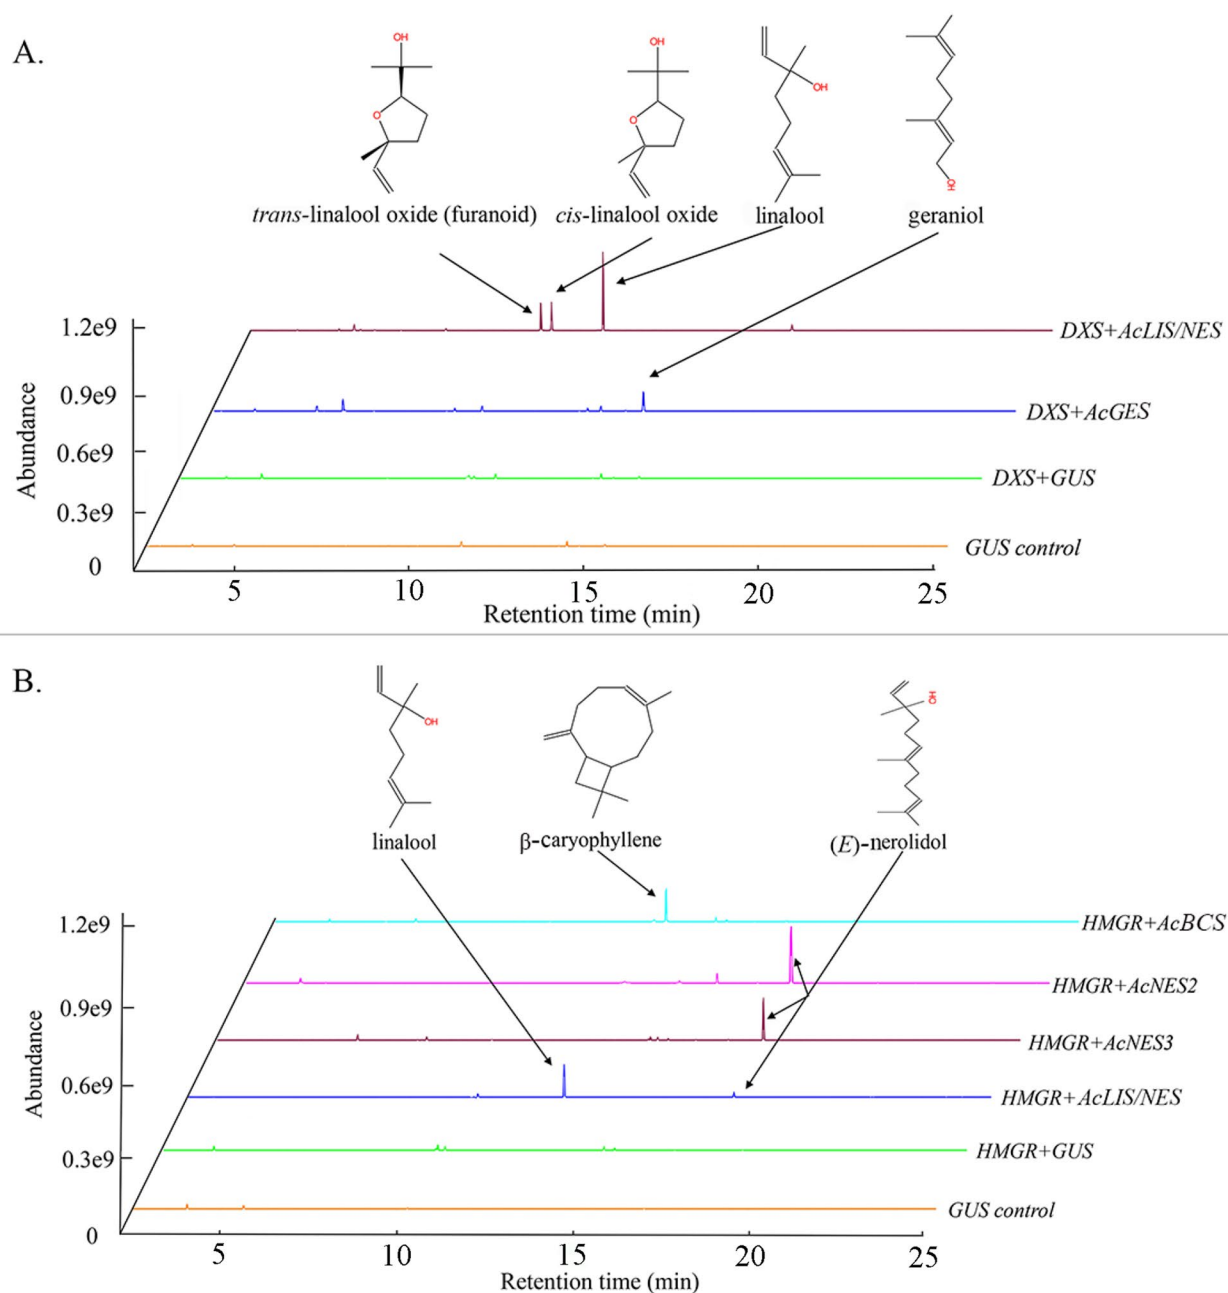 A.
OH
OH
OH
OH
O
O
trans-linalool oxide (furanoid)
cis-linalool oxide
linalool
geraniol
1.2e9
DXS+AcLIS/NES
0.9e9
DXS+AcGES
0.6e9
DXS+GUS
0.3e9
GUS control
0
Abundance
5
10
15
20
25
Retention time (min)
B.
OH
OH
linalool
β-caryophyllene
(E)-nerolidol
1.2e9
HMGR+AcBCS
HMGR+AcNES2
0.9e9
HMGR+AcNES3
0.6e9
HMGR+AcLIS/NES
0.3e9
HMGR+GUS
GUS control
0
Abundance
5
10
15
20
25
Retention time (min)